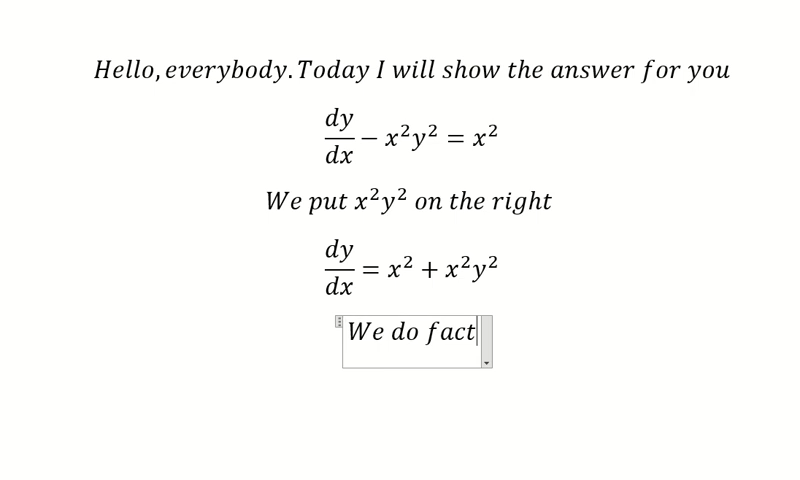 Hello, everybody. Today I will show the answer for you
dy/dx − x²y² = x²
We put x²y² on the right
dy/dx = x² + x²y²
We do fact